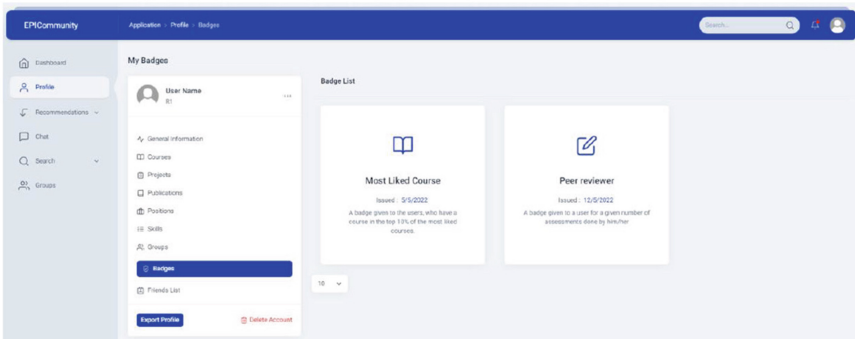 EPICommunity
Application > Profile > Badges
Search...
Dashboard
Profile
Recommendations
Chat
Search
Groups
My Badges
User Name
R1
General Information
Courses
Projects
Publications
Positions
Skills
Groups
Badges
Friends List
Export Profile
Delete Account
Badge List
Most Liked Course
Issued : 5/5/2022
A badge given to the users, who have a
course in the top 10% of the most liked
courses.
Peer reviewer
Issued : 12/5/2022
A badge given to a user for a given number of
assessments done by him/her
10